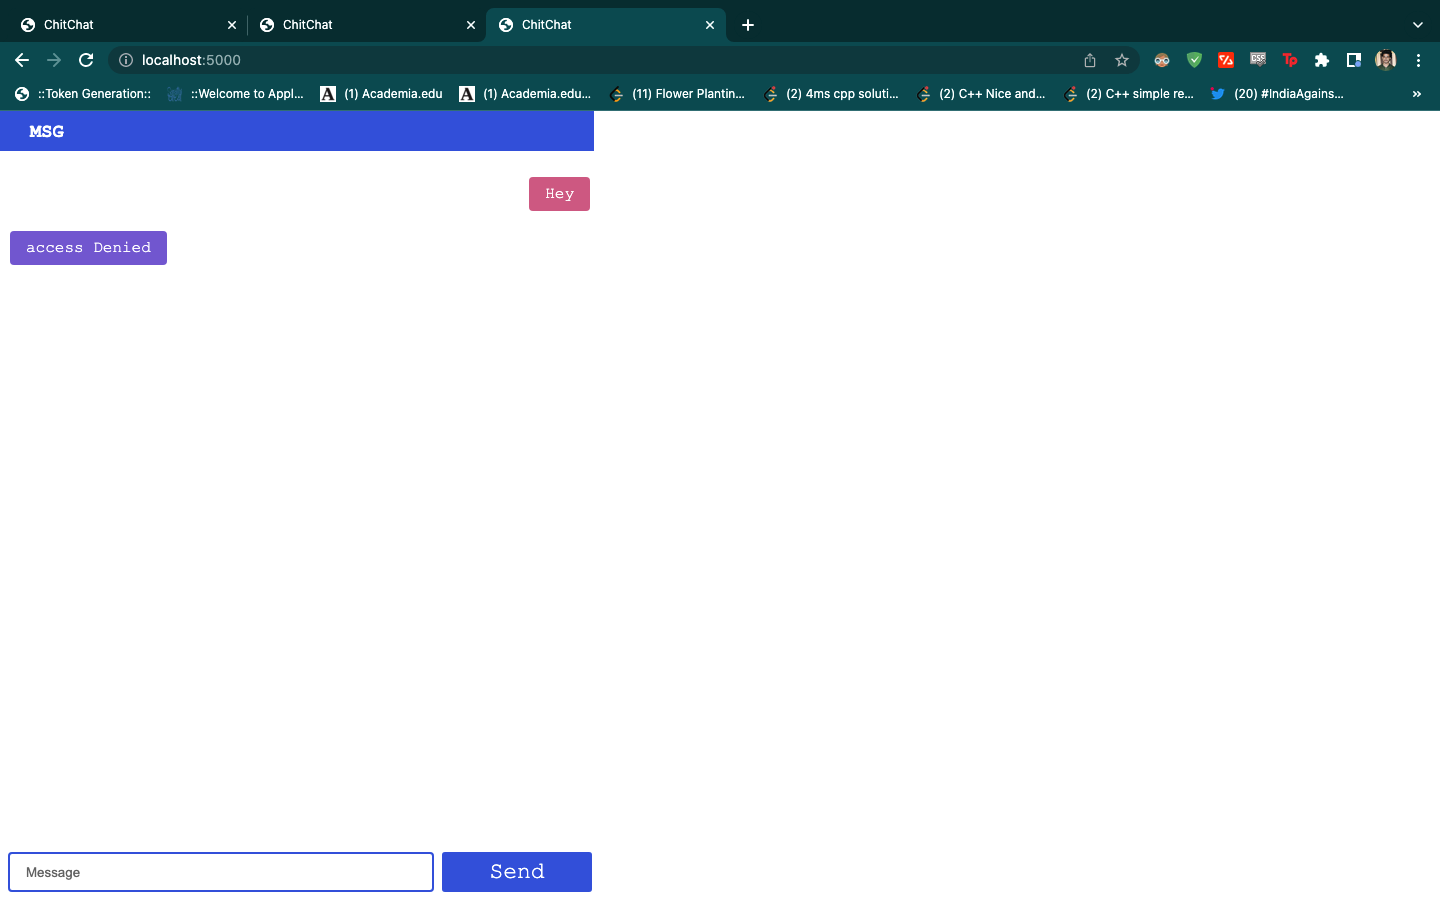 ChitChat ChitChat ChitChat
localhost:5000
::Token Generation:: ::Welcome to Appl... (1) Academia.edu (1) Academia.edu... (11) Flower Plantin... (2) 4ms cpp soluti... (2) C++ Nice and... (2) C++ simple re... (20) #IndiaAgains...
MSG
Hey
access Denied
Message Send